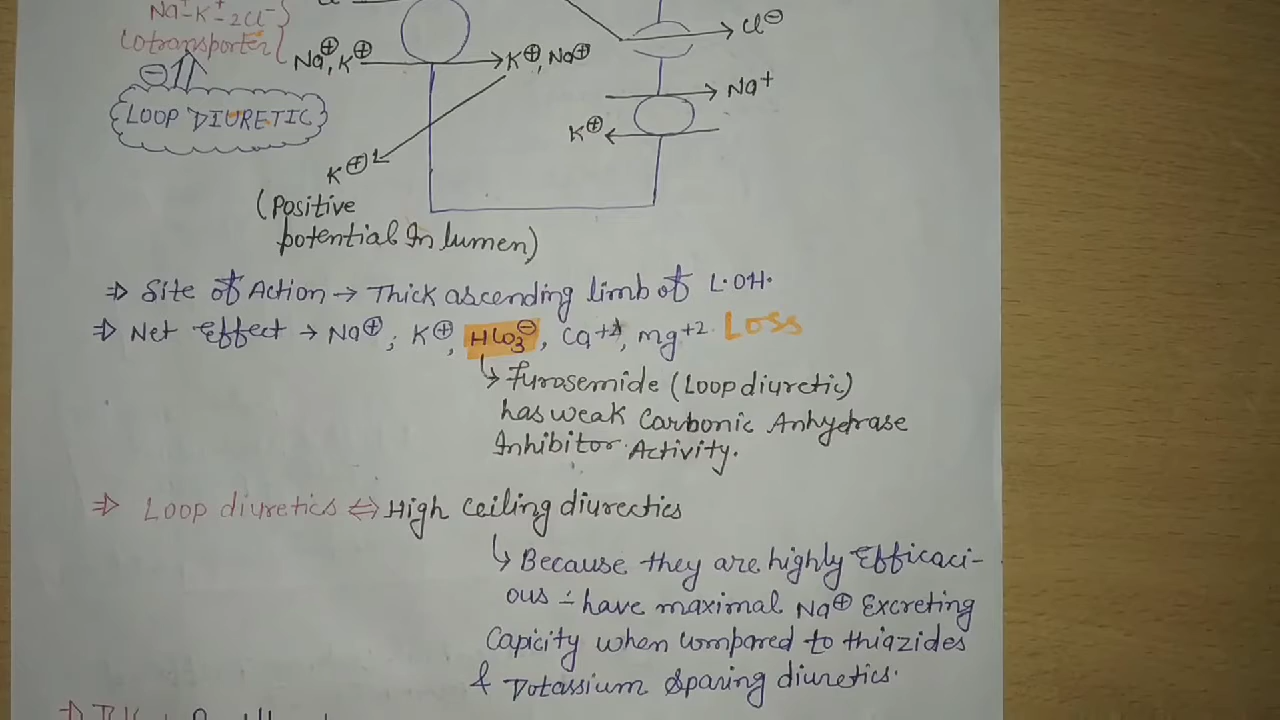 Na⁺-K⁺-2Cl⁻
Cotransporter
Na⊕, K⊕
K⊕, Na⊕
Cl⊖
LOOP DIURETIC
Na+
K⊕
K⊕
(Positive
potential In lumen)
⇒ Site of Action → Thick ascending limb of L.OH.
⇒ Net Effect → Na⊕, K⊕, HCO₃⊖, Ca⁺², mg⁺². Loss
↳ Furosemide (Loop diuretic)
has weak Carbonic Anhydrase
Inhibitor Activity.
⇒ Loop diuretics ⇔ High ceiling diurectics
↳ Because they are highly Efficaci-
ous ÷ have maximal Na⊕ Excreting
Capicity when compared to thiazides
& Potassium Sparing diuretics.